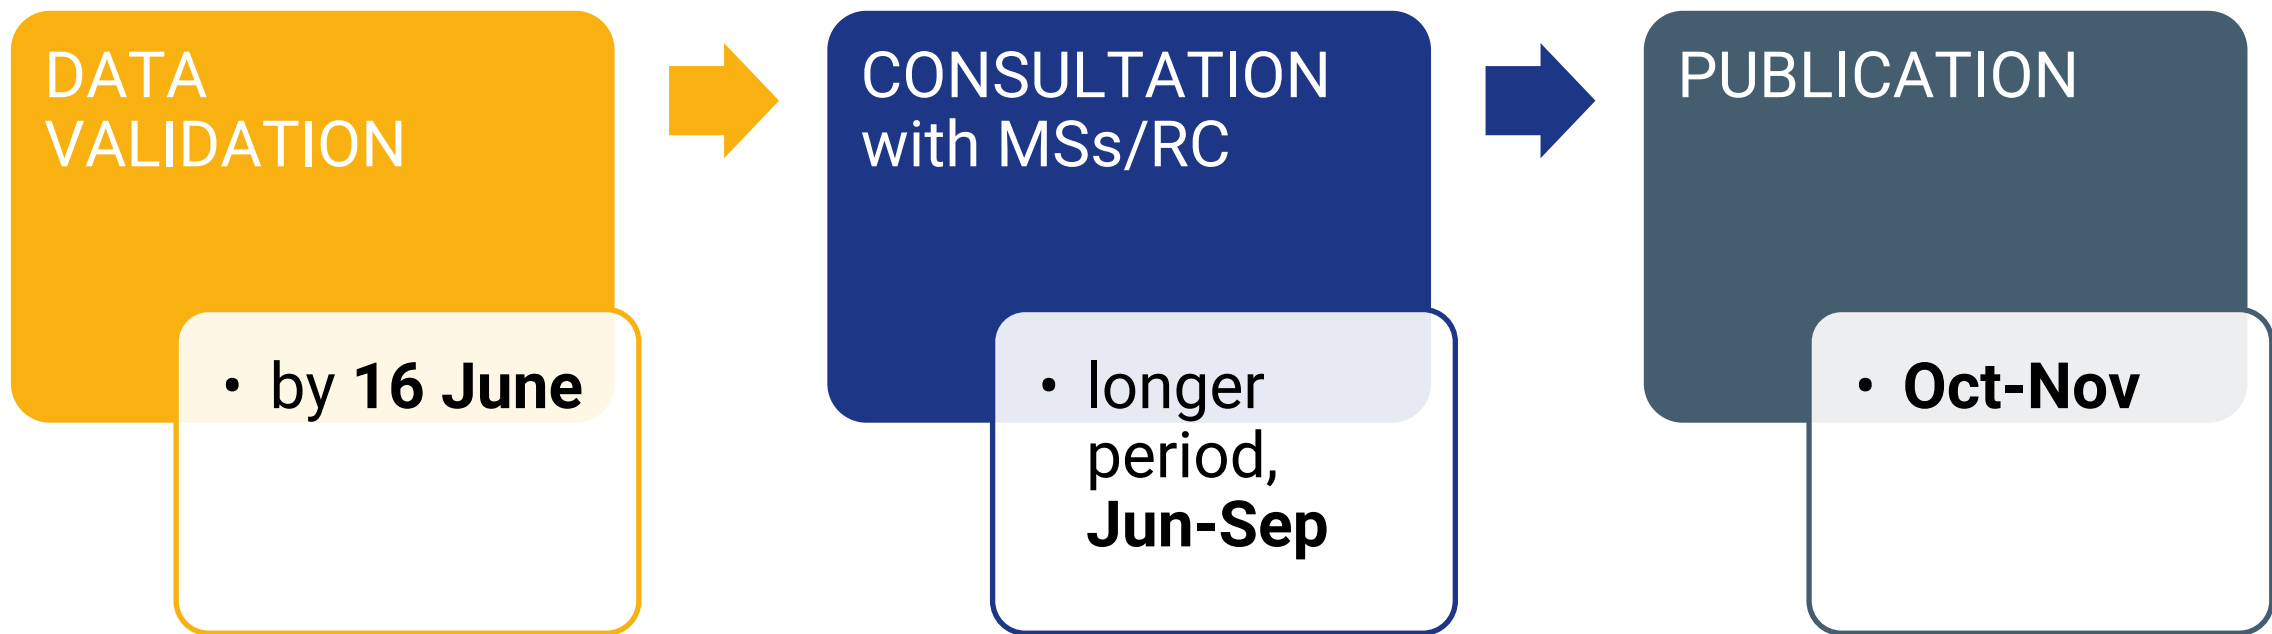 DATA
VALIDATION
• by 16 June
CONSULTATION
with MSs/RC
• longer
period,
Jun-Sep
PUBLICATION
• Oct-Nov